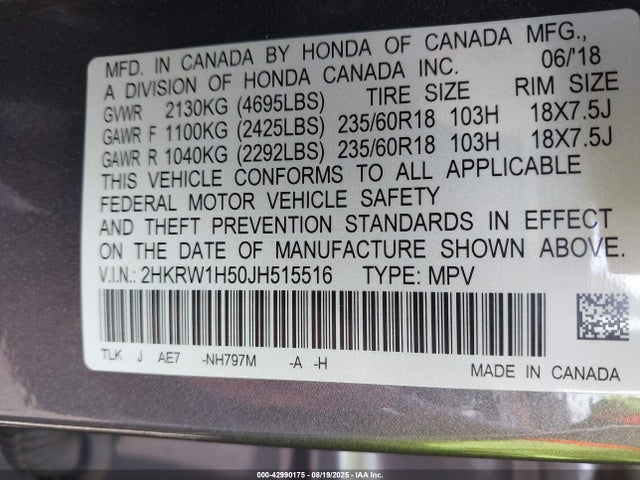 MFD. IN CANADA BY HONDA OF CANADA MFG.,
A DIVISION OF HONDA CANADA INC. 06/'18
GVWR 2130KG (4695LBS) TIRE SIZE RIM SIZE
GAWR F 1100KG (2425LBS) 235/60R18 103H 18X7.5J
GAWR R 1040KG (2292LBS) 235/60R18 103H 18X7.5J
THIS VEHICLE CONFORMS TO ALL APPLICABLE
FEDERAL MOTOR VEHICLE SAFETY
AND THEFT PREVENTION STANDARDS IN EFFECT
ON THE DATE OF MANUFACTURE SHOWN ABOVE.
V.I.N.: 2HKRW1H50JH515516 TYPE: MPV
TLK J AE7 -NH797M -A -H
MADE IN CANADA
000-42990175 - 08/19/2025 - IAA Inc.